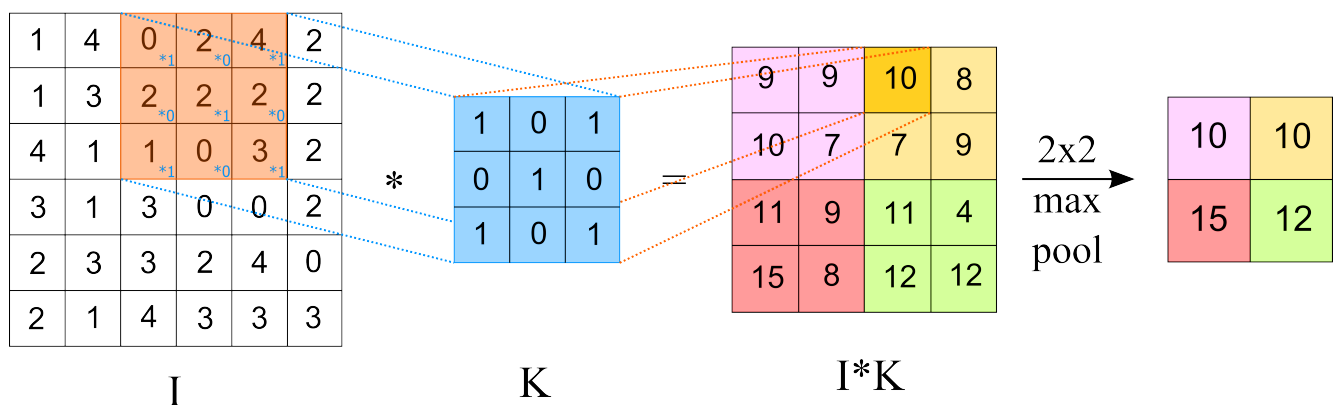 1 4 0 *1 2 *0 4 *1 2
1 3 2 *0 2 *1 2 *0 2
4 1 1 *1 0 *0 3 *1 2
3 1 3 0 0 2
2 3 3 2 4 0
2 1 4 3 3 3
I
*
1 0 1
0 1 0
1 0 1
K
=
9 9 10 8
10 7 7 9
11 9 11 4
15 8 12 12
I*K
2x2
max
pool
10 10
15 12